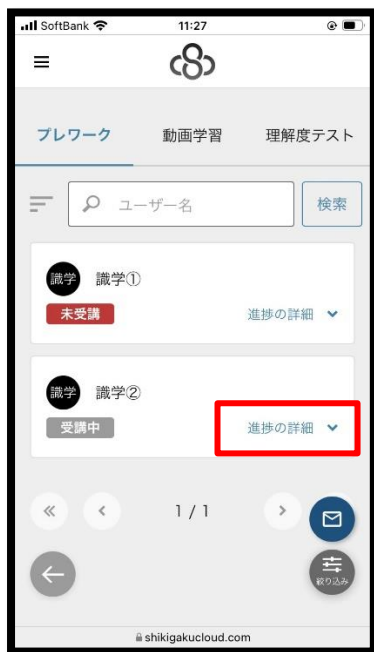 SoftBank 11:27
プレワーク 動画学習 理解度テスト
ユーザー名 検索
識学 識学①
未受講 進捗の詳細
識学 識学②
受講中 進捗の詳細
« ‹ 1 / 1 ›
絞り込み
shikigakucloud.com